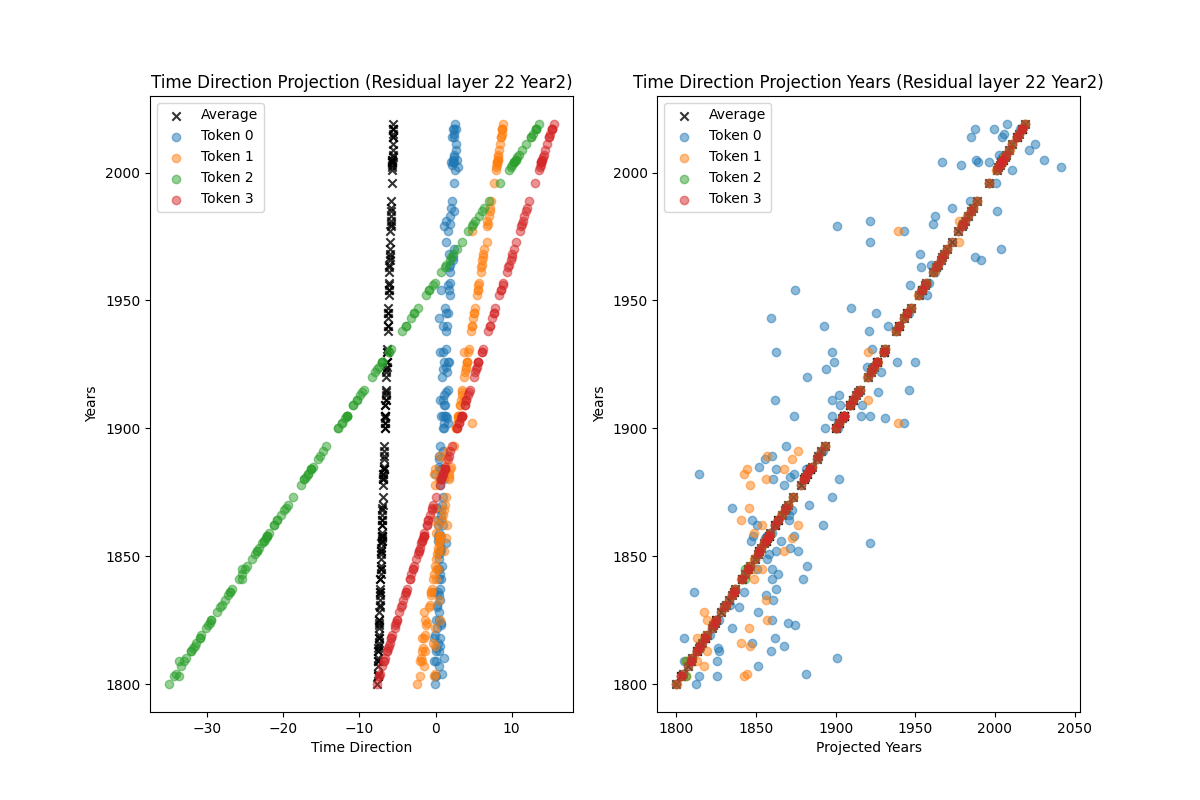 Time Direction Projection (Residual layer 22 Year2)
Average
Token 0
Token 1
Token 2
Token 3
2000
1950
1900
1850
1800
Years
−30
−20
−10
0
10
Time Direction
Time Direction Projection Years (Residual layer 22 Year2)
Average
Token 0
Token 1
Token 2
Token 3
2000
1950
1900
1850
1800
Years
1800
1850
1900
1950
2000
2050
Projected Years